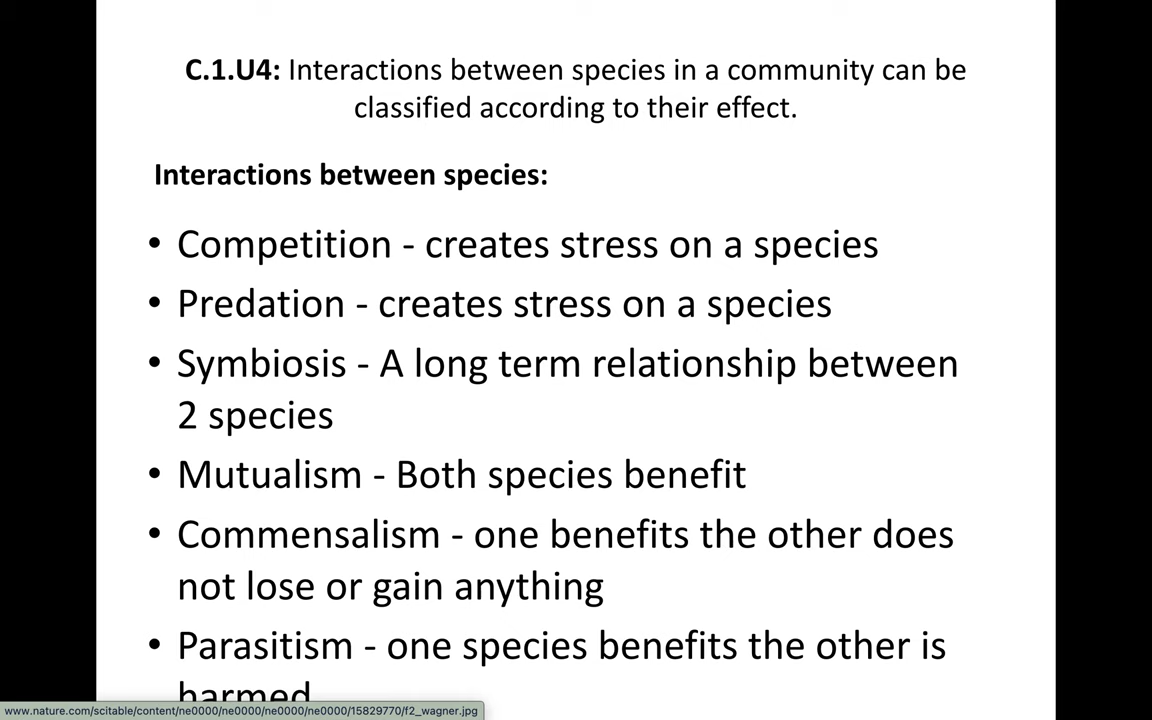 C.1.U4: Interactions between species in a community can be
classified according to their effect.
Interactions between species:
• Competition - creates stress on a species
• Predation - creates stress on a species
• Symbiosis - A long term relationship between
2 species
• Mutualism - Both species benefit
• Commensalism - one benefits the other does
not lose or gain anything
• Parasitism - one species benefits the other is
harmed
www.nature.com/scitable/content/ne0000/ne0000/ne0000/ne0000/15829770/f2_wagner.jpg